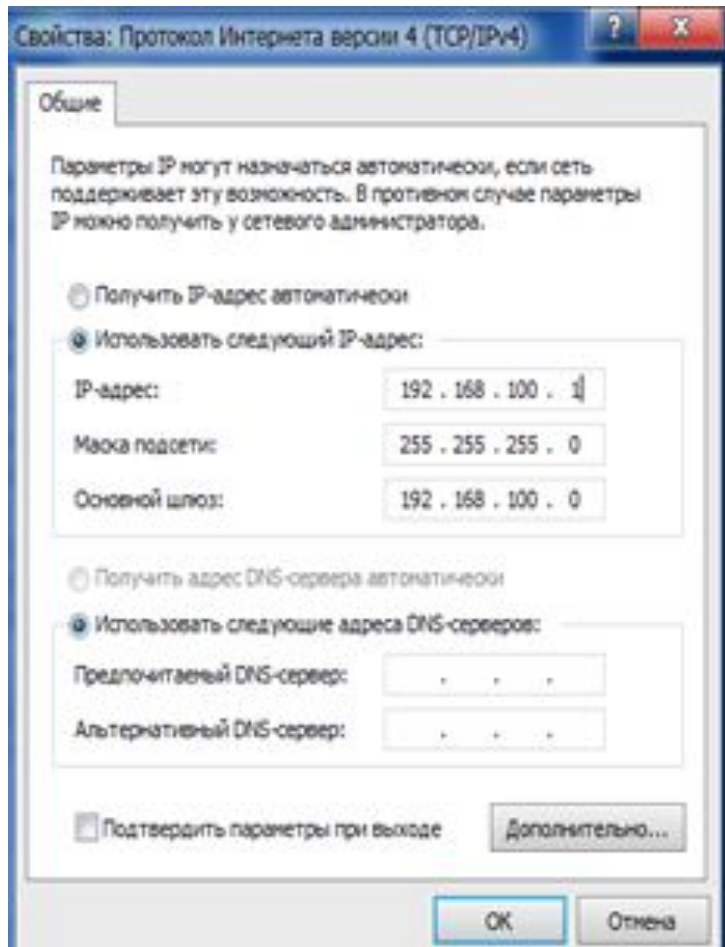 Свойства: Протокол Интернета версии 4 (TCP/IPv4)
?
X
Общие
Параметры IP могут назначаться автоматически, если сеть
поддерживает эту возможность. В противном случае параметры
IP можно получить у сетевого администратора.
Получить IP-адрес автоматически
Использовать следующий IP-адрес:
IP-адрес: 192 . 168 . 100 . 1
Маска подсети: 255 . 255 . 255 . 0
Основной шлюз: 192 . 168 . 100 . 0
Получить адрес DNS-сервера автоматически
Использовать следующие адреса DNS-серверов:
Предпочитаемый DNS-сервер: . . .
Альтернативный DNS-сервер: . . .
Подтвердить параметры при выходе
Дополнительно...
OK
Отмена